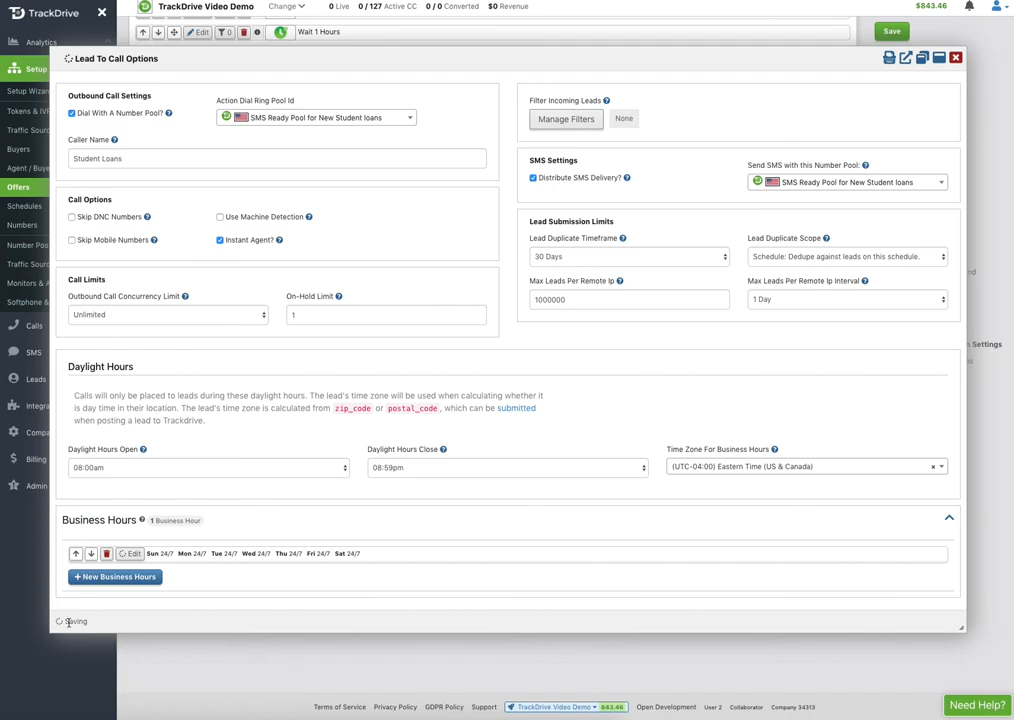 TrackDrive
TrackDrive Video Demo
Change
0 Live
0 / 127 Active CC
0 / 0 Converted
$0 Revenue
$843.46
Analytics
Setup
Setup Wizar
Tokens & IVR
Traffic Sourc
Buyers
Agent / Buye
Offers
Schedules
Numbers
Number Poo
Traffic Sourc
Monitors & A
Softphone &
Calls
SMS
Leads
Integra
Compa
Billing
Admin
Edit
0
Wait 1 Hours
Save
Lead To Call Options
Outbound Call Settings
Dial With A Number Pool?
Action Dial Ring Pool Id
SMS Ready Pool for New Student loans
Caller Name
Student Loans
Call Options
Skip DNC Numbers
Use Machine Detection
Skip Mobile Numbers
Instant Agent?
Call Limits
Outbound Call Concurrency Limit
On-Hold Limit
Unlimited
1
Filter Incoming Leads
Manage Filters
None
SMS Settings
Distribute SMS Delivery?
Send SMS with this Number Pool:
SMS Ready Pool for New Student loans
Lead Submission Limits
Lead Duplicate Timeframe
Lead Duplicate Scope
30 Days
Schedule: Dedupe against leads on this schedule.
Max Leads Per Remote Ip
Max Leads Per Remote Ip Interval
1000000
1 Day
Daylight Hours
Calls will only be placed to leads during these daylight hours. The lead's time zone will be used when calculating whether it
is day time in their location. The lead's time zone is calculated from zip_code or postal_code, which can be submitted
when posting a lead to Trackdrive.
Daylight Hours Open
Daylight Hours Close
Time Zone For Business Hours
08:00am
08:59pm
(UTC-04:00) Eastern Time (US & Canada)
Business Hours
1 Business Hour
Edit
Sun 24/7 Mon 24/7 Tue 24/7 Wed 24/7 Thu 24/7 Fri 24/7 Sat 24/7
+ New Business Hours
Saving
nd
n Settings
ns
Terms of Service
Privacy Policy
GDPR Policy
Support
TrackDrive Video Demo
843.46
Open Development
User 2
Collaborator
Company 34313
Need Help?